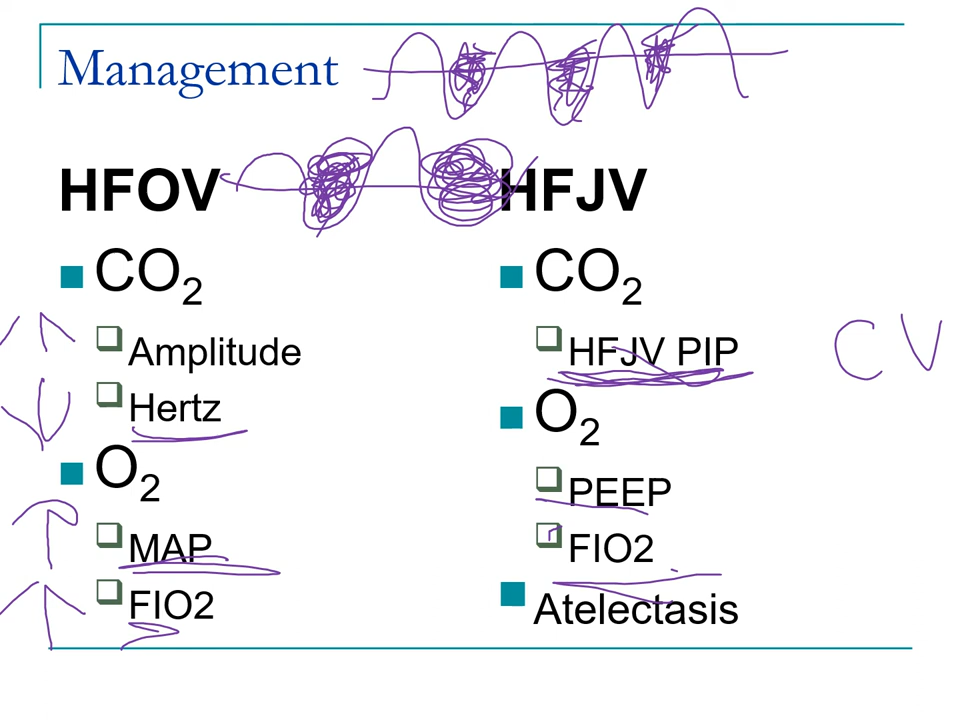 Management
HFOV
CO2
Amplitude
Hertz
O2
MAP
FIO2
HFJV
CO2
HFJV PIP
CV
O2
PEEP
FIO2
Atelectasis